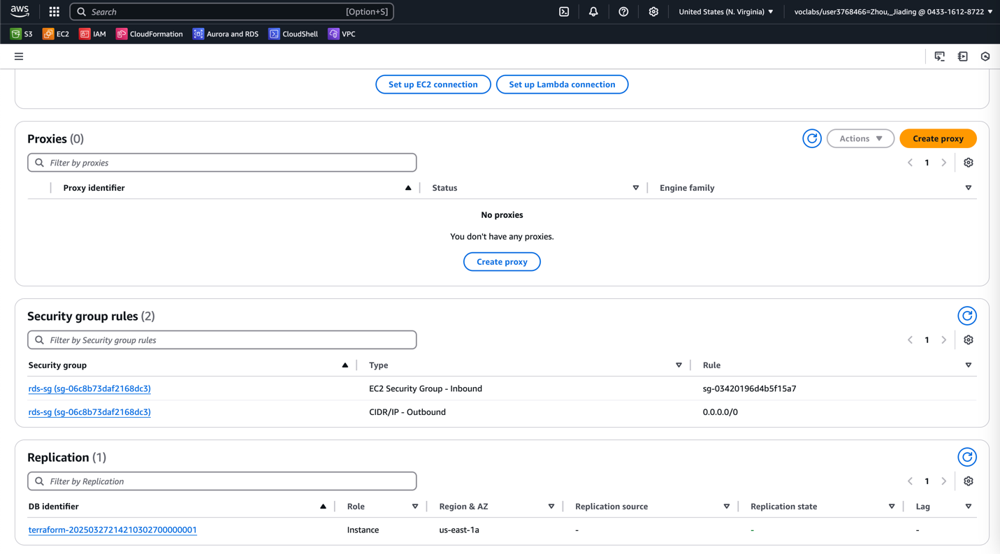 aws
Search [Option+S] United States (N. Virginia) voclabs/user3768466=Zhou,_Jiading @ 0433-1612-8722
S3 EC2 IAM CloudFormation Aurora and RDS CloudShell VPC
Set up EC2 connection Set up Lambda connection
Proxies (0) Actions Create proxy
Filter by proxies 1
Proxy identifier Status Engine family
No proxies
You don't have any proxies.
Create proxy
Security group rules (2)
Filter by Security group rules 1
Security group Type Rule
rds-sg (sg-06c8b73daf2168dc3) EC2 Security Group - Inbound sg-03420196d4b5f15a7
rds-sg (sg-06c8b73daf2168dc3) CIDR/IP - Outbound 0.0.0.0/0
Replication (1)
Filter by Replication 1
DB identifier Role Region & AZ Replication source Replication state Lag
terraform-20250327214210302700000001 Instance us-east-1a - - -